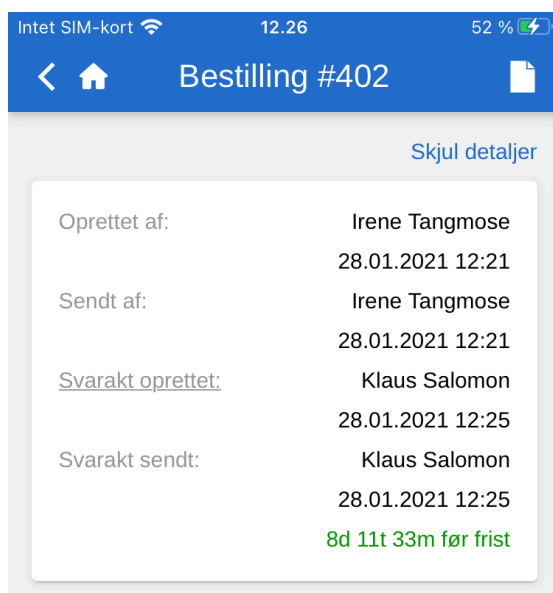 Intet SIM-kort 12.26 52 %
Bestilling #402
Skjul detaljer
Oprettet af: Irene Tangmose
28.01.2021 12:21
Sendt af: Irene Tangmose
28.01.2021 12:21
Svarakt oprettet: Klaus Salomon
28.01.2021 12:25
Svarakt sendt: Klaus Salomon
28.01.2021 12:25
8d 11t 33m før frist